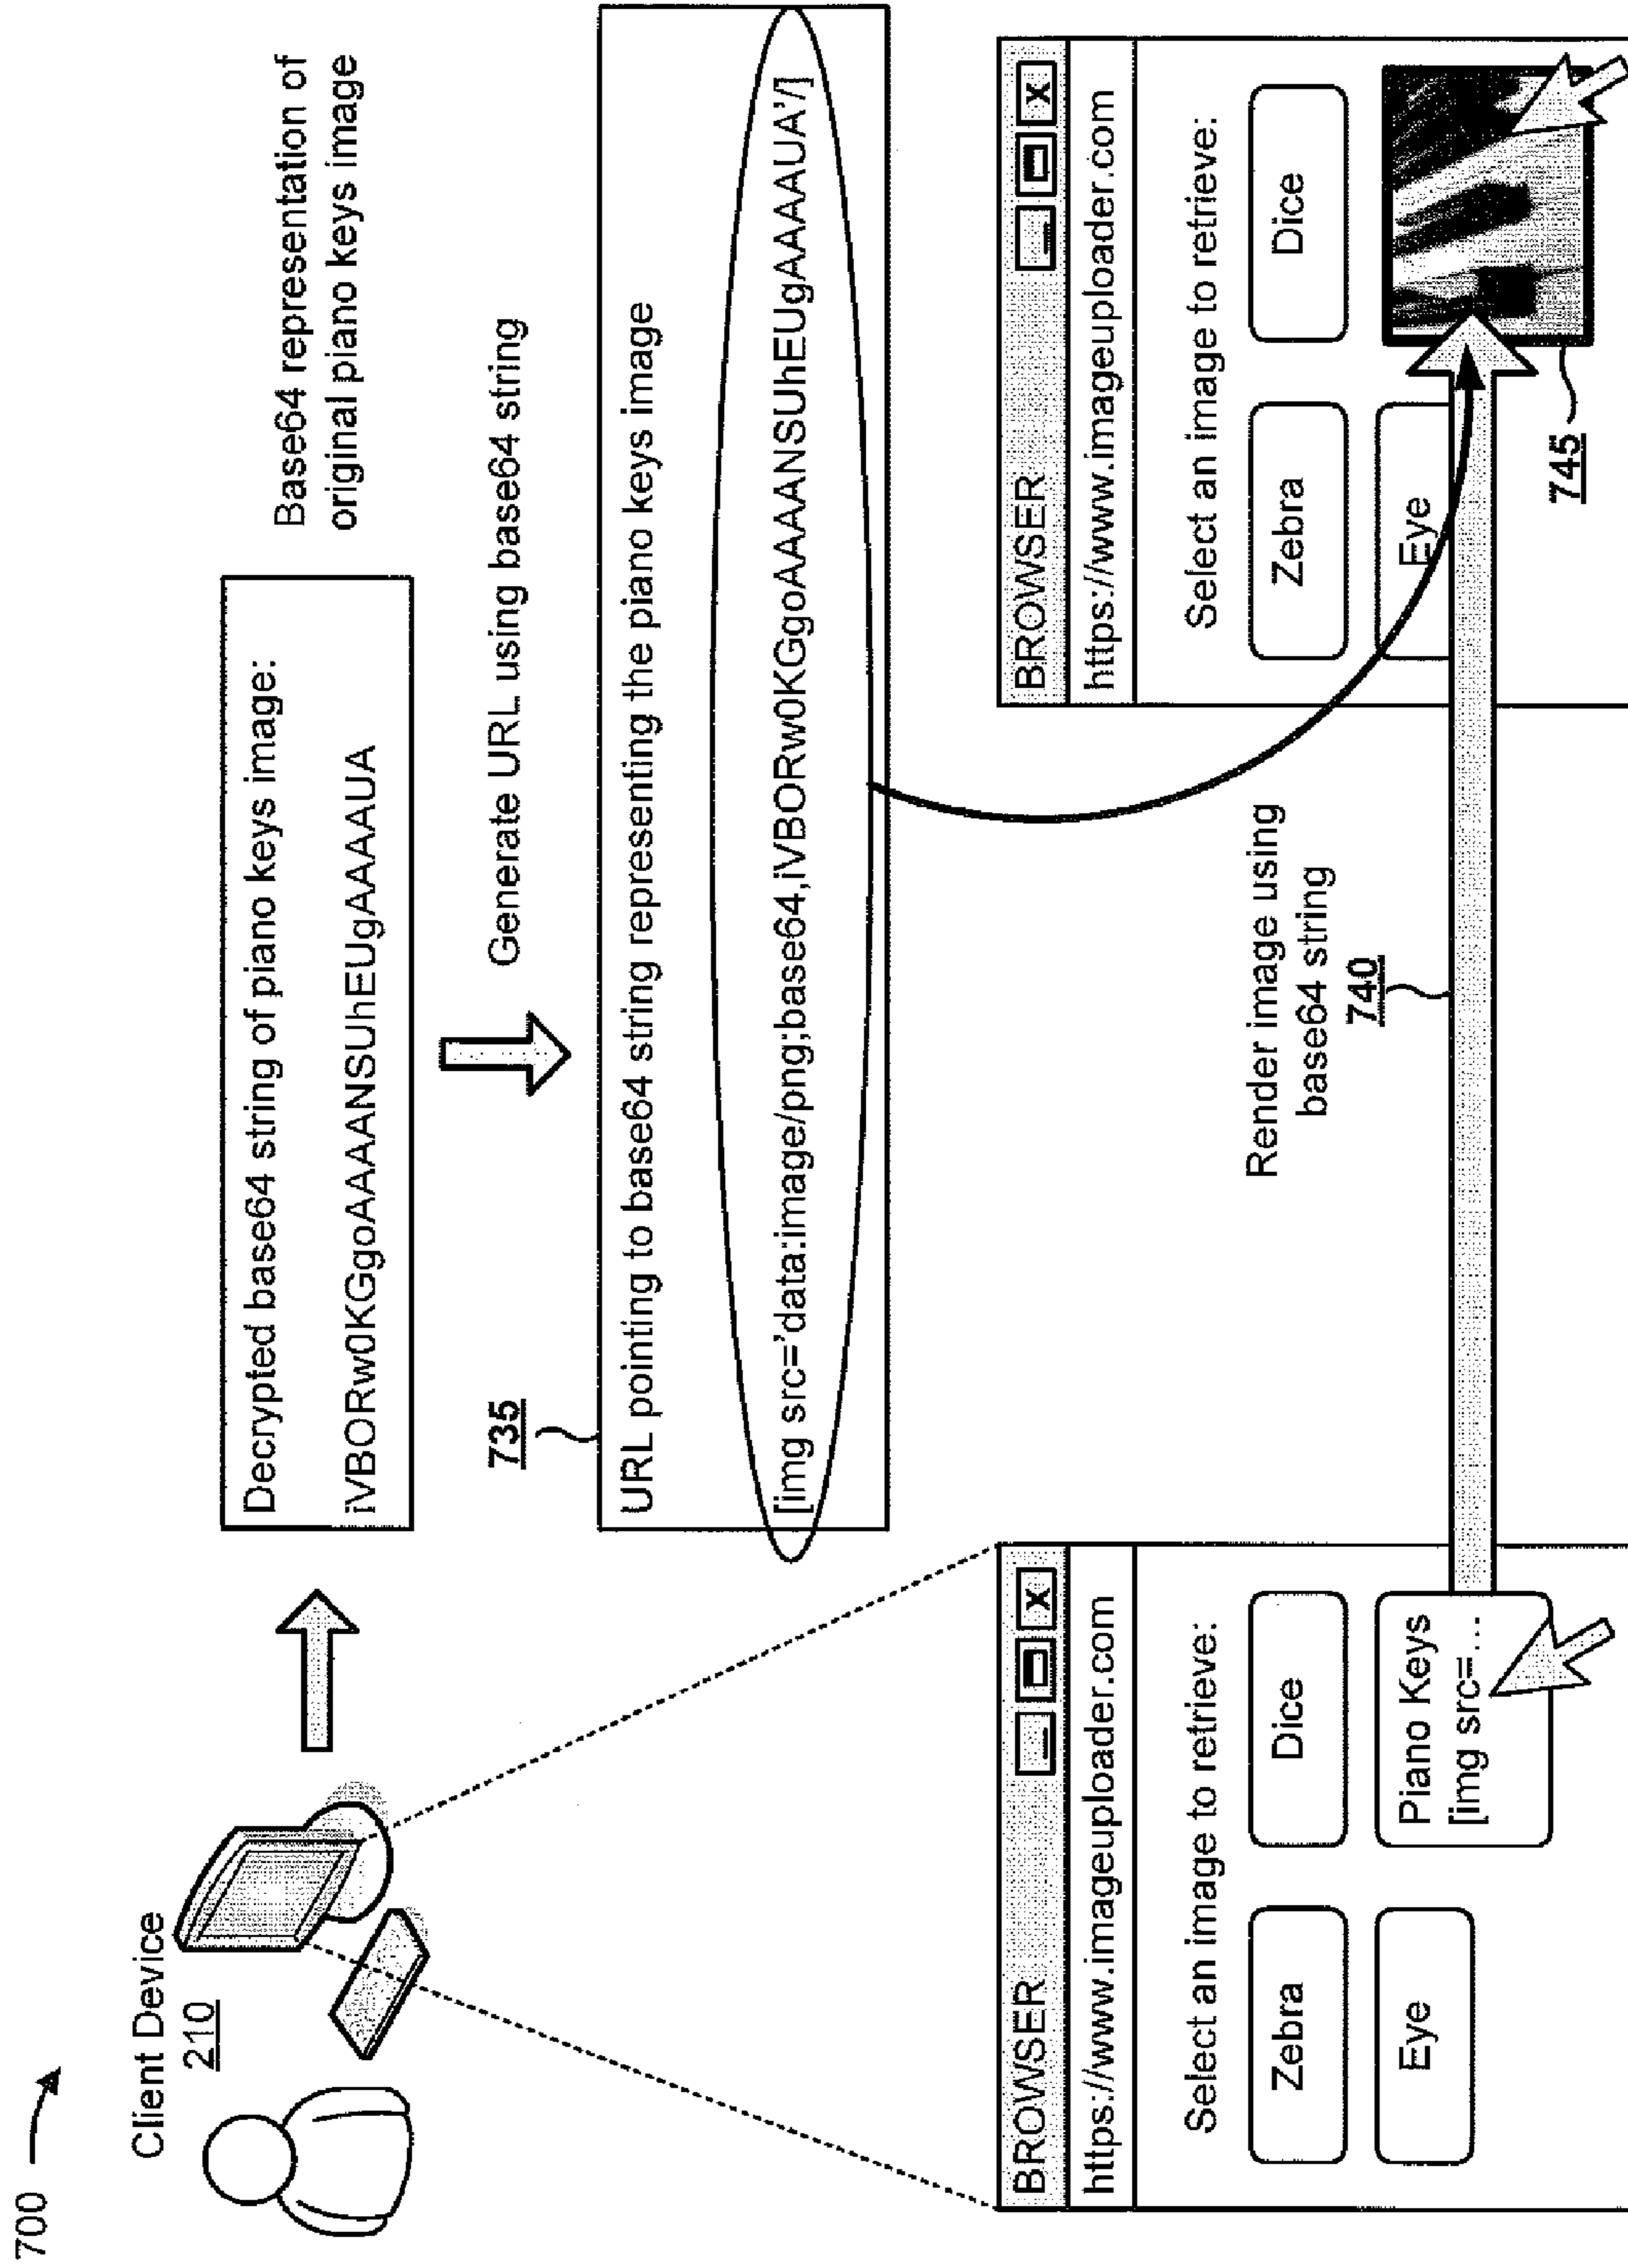 700
Client Device
210
Decrypted base64 string of piano keys image:
iVBORw0KGgoAAAANSUhEUgAAAAUA
Base64 representation of
original piano keys image
Generate URL using base64 string
735
URL pointing to base64 string representing the piano keys image
[img src='data:image/png;base64,iVBORw0KGgoAAAANSUhEUgAAAAUA'/]
BROWSER
https://www.imageuploader.com
Select an image to retrieve:
Zebra
Dice
Eye
Piano Keys
[img src=...
Render image using
base64 string
740
BROWSER
X
https://www.imageuploader.com
Select an image to retrieve:
Zebra
Dice
Eye
745